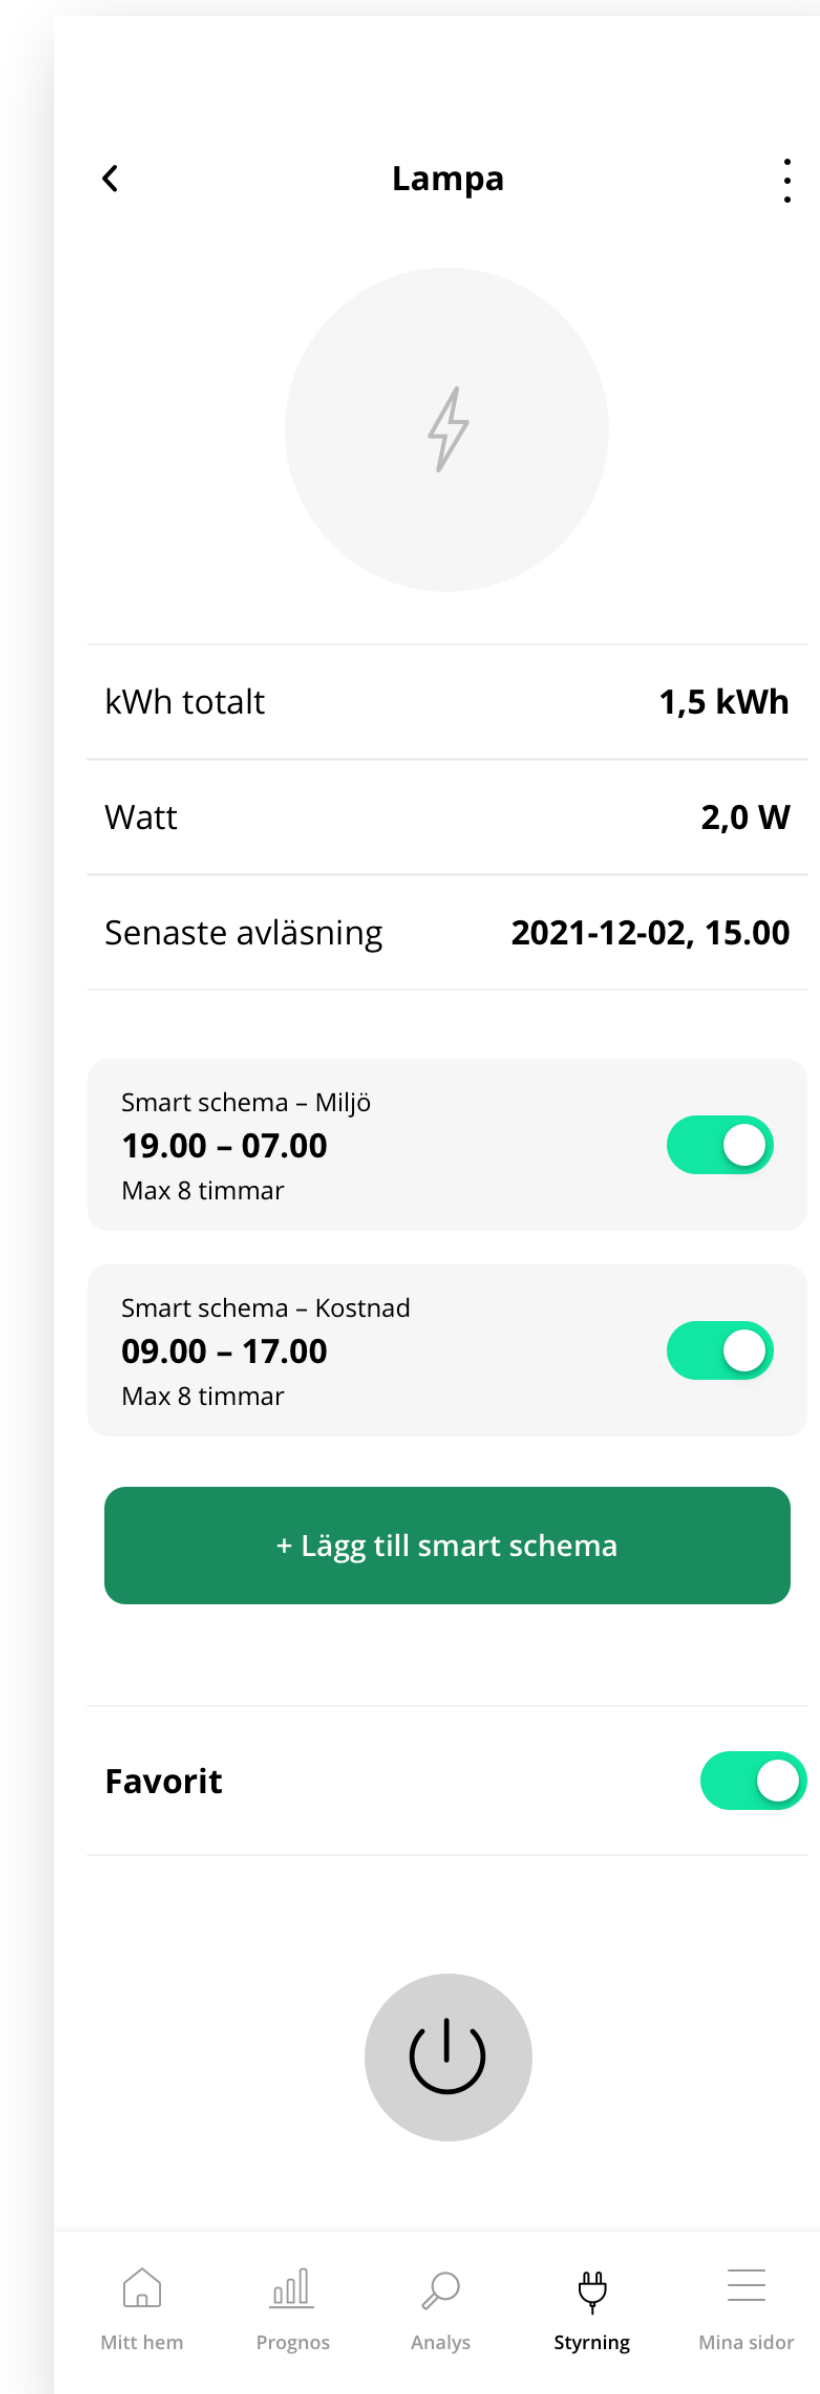 Lampa
kWh totalt 1,5 kWh
Watt 2,0 W
Senaste avläsning 2021-12-02, 15.00
Smart schema – Miljö
19.00 – 07.00
Max 8 timmar
Smart schema – Kostnad
09.00 – 17.00
Max 8 timmar
+ Lägg till smart schema
Favorit
Mitt hem Prognos Analys Styrning Mina sidor